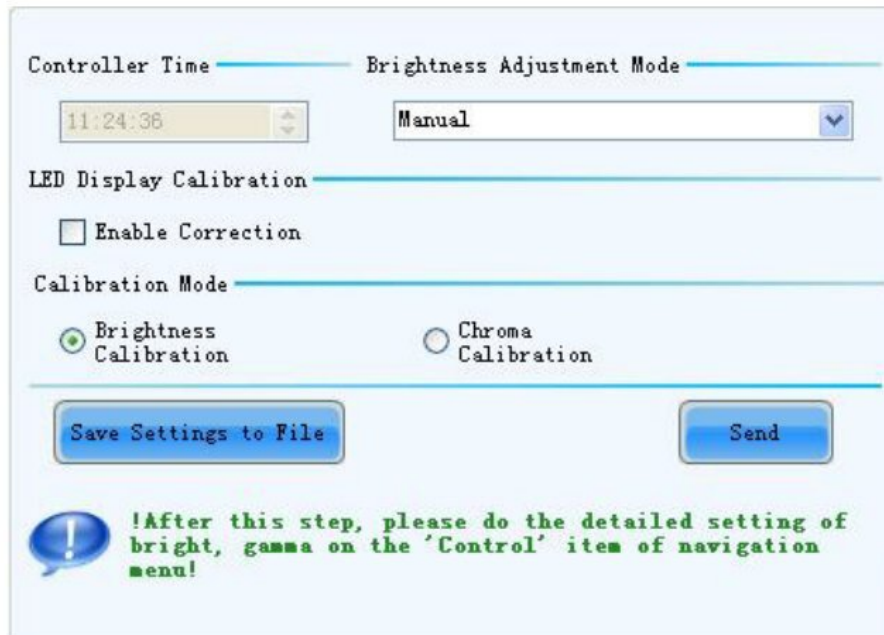 Controller Time
Brightness Adjustment Mode
11:24:36
Manual
LED Display Calibration
Enable Correction
Calibration Mode
Brightness
Calibration
Chroma
Calibration
Save Settings to File
Send
!After this step, please do the detailed setting of
bright, gamma on the 'Control' item of navigation
menu!